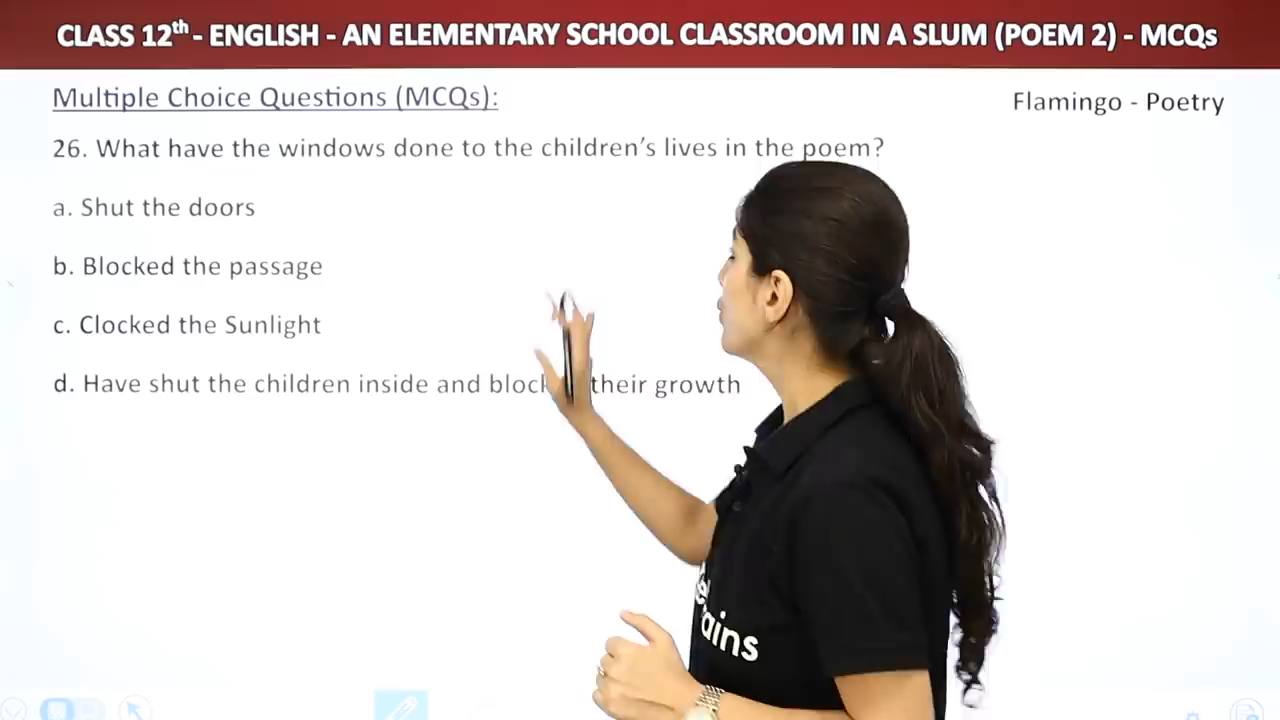 CLASS 12th - ENGLISH - AN ELEMENTARY SCHOOL CLASSROOM IN A SLUM (POEM 2) - MCQs
Multiple Choice Questions (MCQs):
Flamingo - Poetry
26. What have the windows done to the children's lives in the poem?
a. Shut the doors
b. Blocked the passage
c. Clocked the Sunlight
d. Have shut the children inside and their growth